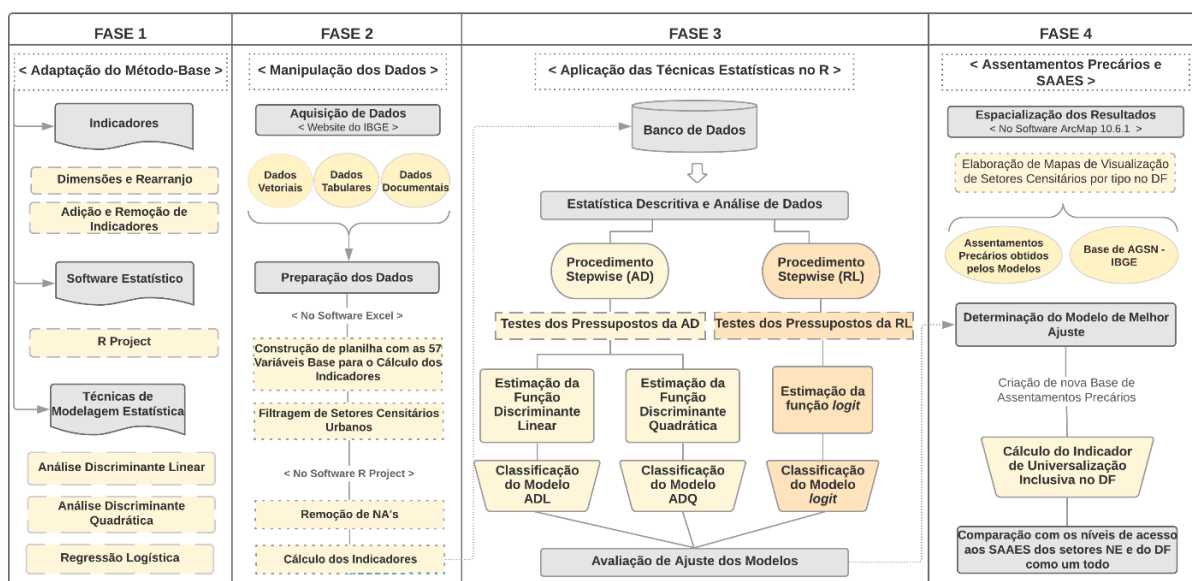 FASE 1
< Adaptação do Método-Base >
Indicadores
Dimensões e Rearranjo
Adição e Remoção de
Indicadores
Software Estatístico
R Project
Técnicas de
Modelagem Estatística
Análise Discriminante Linear
Análise Discriminante
Quadrática
Regressão Logística
FASE 2
< Manipulação dos Dados >
Aquisição de Dados
< Website do IBGE >
Dados
Vetoriais
Dados
Tabulares
Dados
Documentais
Preparação dos Dados
< No Software Excel >
Construção de planilha com as 57
Variáveis Base para o Cálculo dos
Indicadores
Filtragem de Setores Censitários
Urbanos
< No Software R Project >
Remoção de NA's
Cálculo dos Indicadores
FASE 3
< Aplicação das Técnicas Estatísticas no R >
Banco de Dados
Estatística Descritiva e Análise de Dados
Procedimento
Stepwise (AD)
Procedimento
Stepwise (RL)
Testes dos Pressupostos da AD
Testes dos Pressupostos da RL
Estimação da
Função
Discriminante
Linear
Estimação da
Função
Discriminante
Quadrática
Estimação da
função logit
Classificação
do Modelo
ADL
Classificação
do Modelo
ADQ
Classificação
do Modelo
logit
Avaliação de Ajuste dos Modelos
FASE 4
< Assentamentos Precários e
SAAES >
Espacialização dos Resultados
< No Software ArcMap 10.6.1 >
Elaboração de Mapas de Visualização
de Setores Censitários por tipo no DF
Assentamentos
Precários obtidos
pelos Modelos
Base de AGSN -
IBGE
Determinação do Modelo de Melhor
Ajuste
Criação de nova Base de
Assentamentos Precários
Cálculo do Indicador
de Universalização
Inclusiva no DF
Comparação com os níveis de acesso
aos SAAES dos setores NE e do DF
como um todo